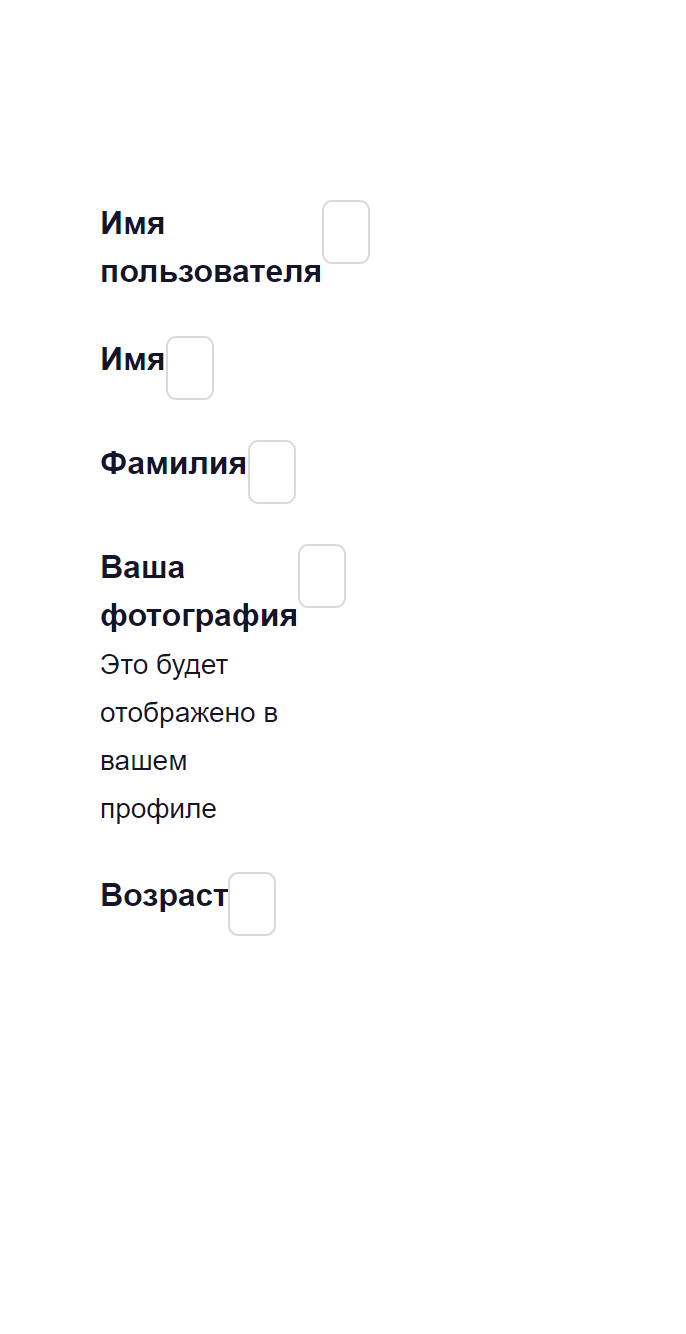 Имя
пользователя
Имя
Фамилия
Ваша
фотография
Это будет
отображено в
вашем
профиле
Возраст